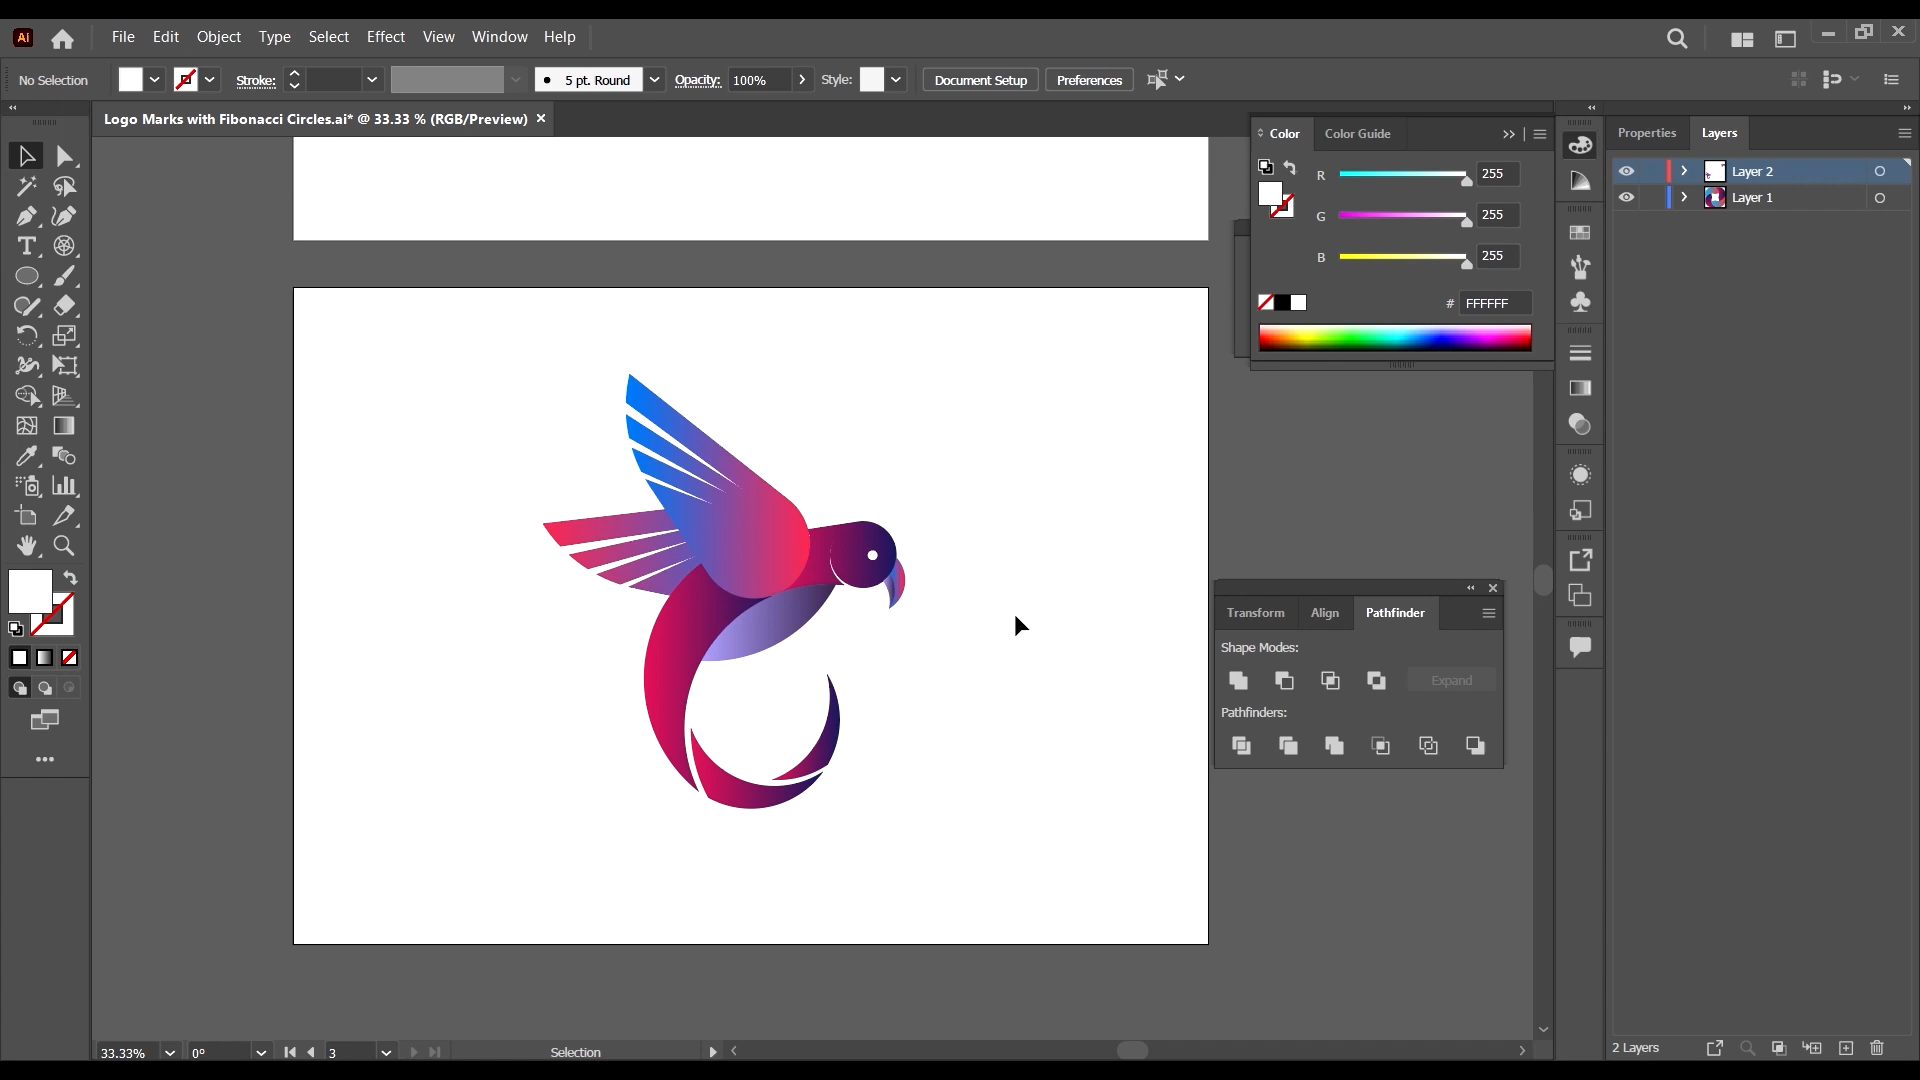 Ai
File Edit Object Type Select Effect View Window Help
No Selection Stroke: 5 pt. Round Opacity: 100% Style: Document Setup Preferences
Logo Marks with Fibonacci Circles.ai* @ 33.33 % (RGB/Preview)
Color Color Guide
R 255
G 255
B 255
# FFFFFF
Properties Layers
Layer 2
Layer 1
Transform Align Pathfinder
Shape Modes:
Expand
Pathfinders:
33.33% 0° 3 Selection
2 Layers